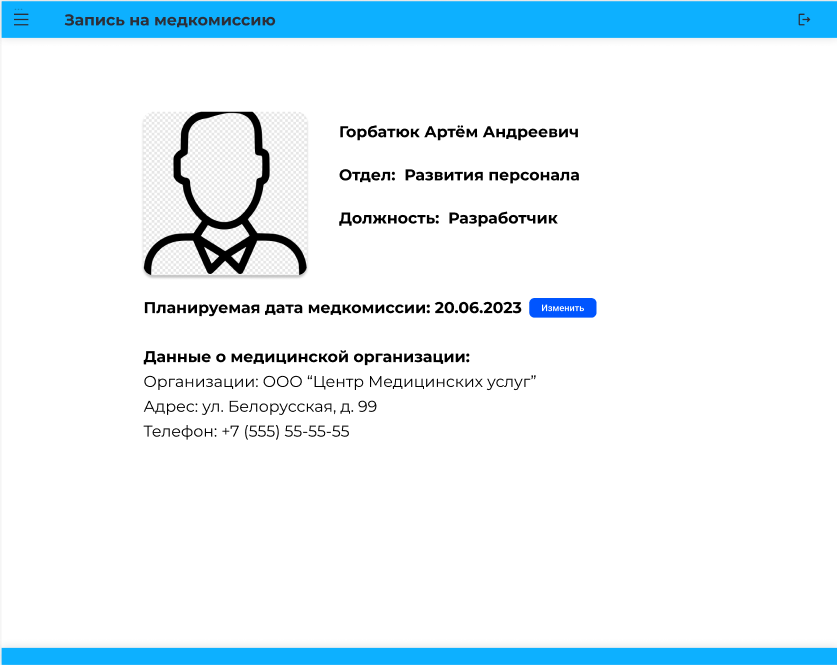 Запись на медкомиссию
Горбатюк Артём Андреевич
Отдел: Развития персонала
Должность: Разработчик
Планируемая дата медкомиссии: 20.06.2023 Изменить
Данные о медицинской организации:
Организации: ООО “Центр Медицинских услуг”
Адрес: ул. Белорусская, д. 99
Телефон: +7 (555) 55-55-55